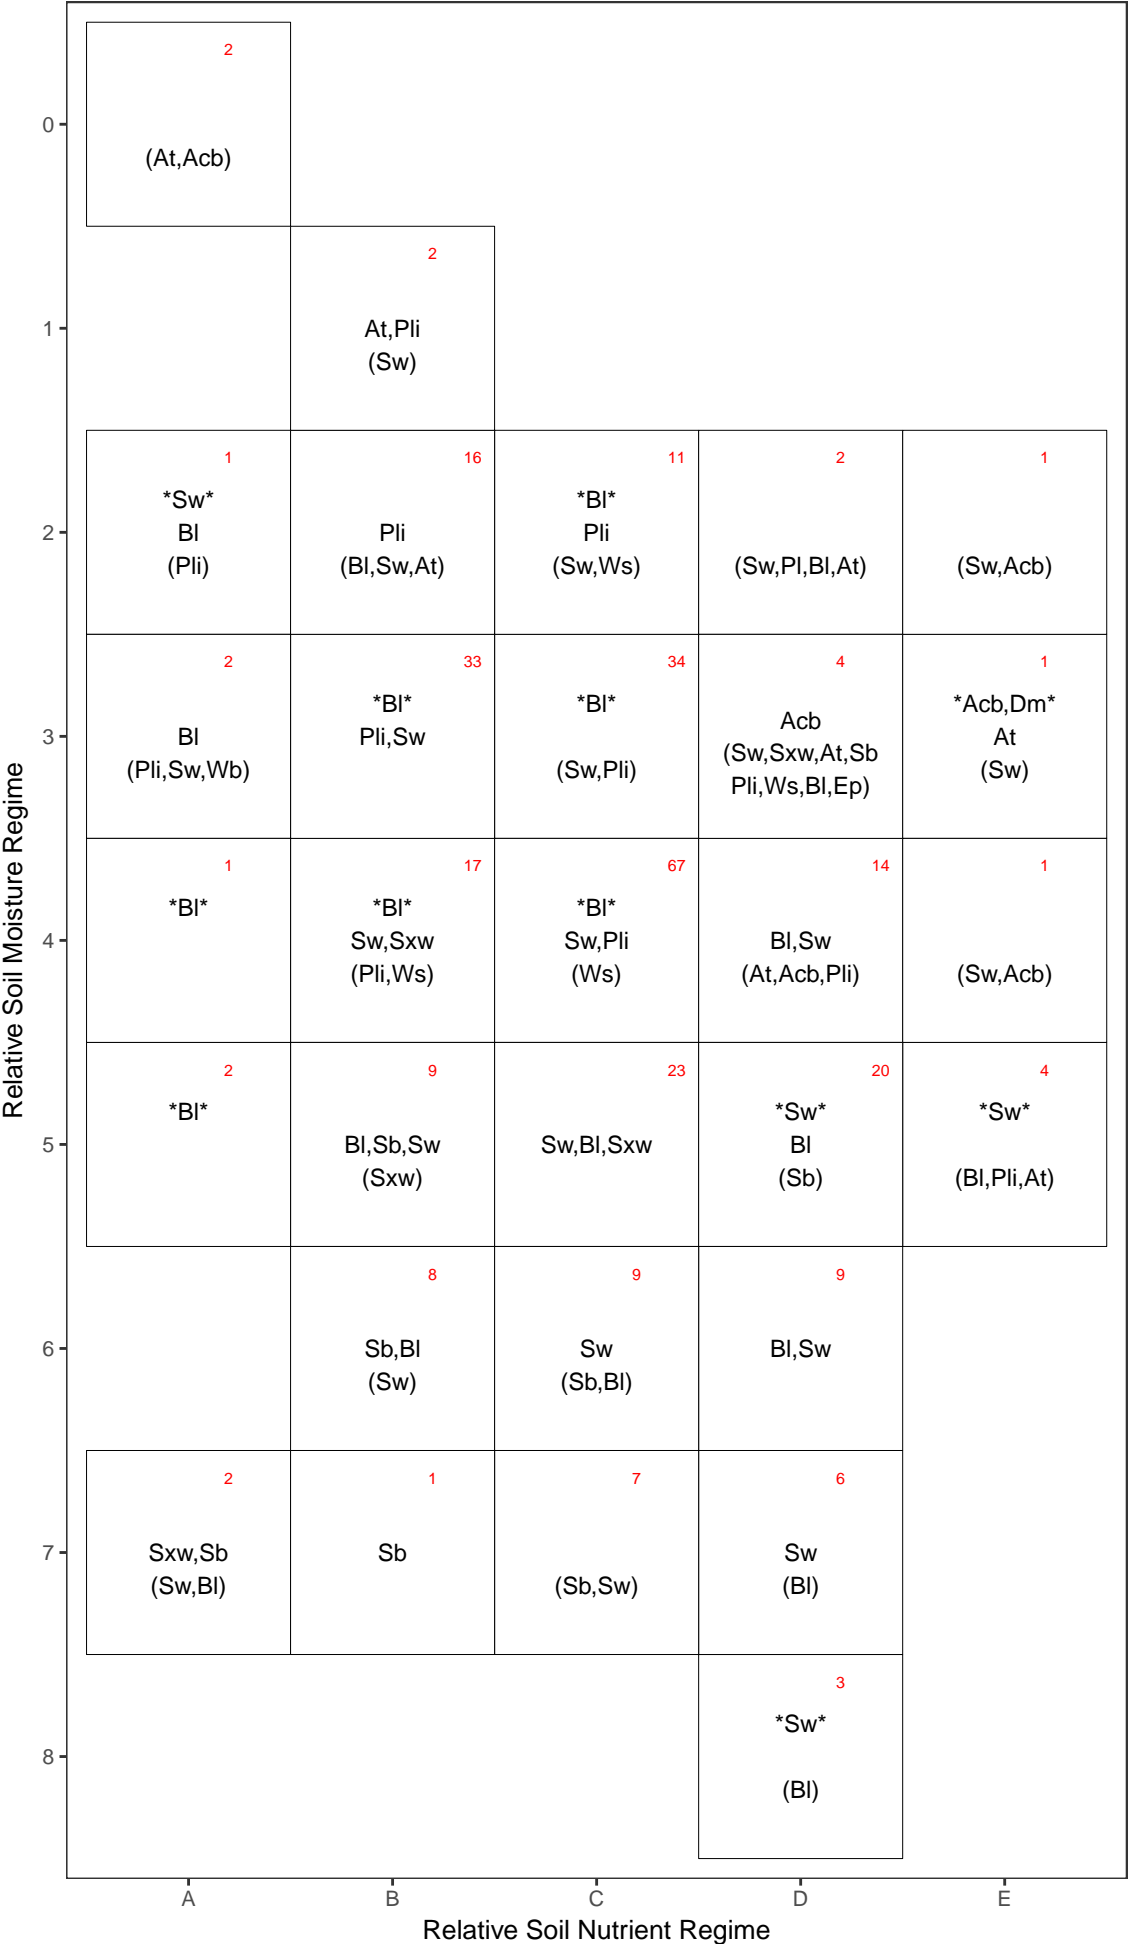 2
0
(At,Acb)
2
1
At,Pli
(Sw)
1 16 11 2 1
*Sw* *Bl*
2 Bl Pli Pli
(Pli) (Bl,Sw,At) (Sw,Ws) (Sw,Pl,Bl,At) (Sw,Acb)
2 33 34 4 1
*Bl* *Bl* *Acb,Dm*
Acb
3 Bl Pli,Sw At
(Pli,Sw,Wb) (Sw,Pli) (Sw,Sxw,At,Sb (Sw)
Pli,Ws,Bl,Ep)
Relative Soil Moisture Regime
1 17 67 14 1
*Bl* *Bl* *Bl*
4 Sw,Sxw Sw,Pli Bl,Sw
(Pli,Ws) (Ws) (At,Acb,Pli) (Sw,Acb)
2 9 23 20 4
*Bl* *Sw* *Sw*
5 Bl,Sb,Sw Sw,Bl,Sxw Bl
(Sxw) (Sb) (Bl,Pli,At)
8 9 9
6 Sb,Bl Sw Bl,Sw
(Sw) (Sb,Bl)
2 1 7 6
7 Sxw,Sb Sb Sw
(Sw,Bl) (Sb,Sw) (Bl)
3
*Sw*
8
(Bl)
A B C D E
Relative Soil Nutrient Regime